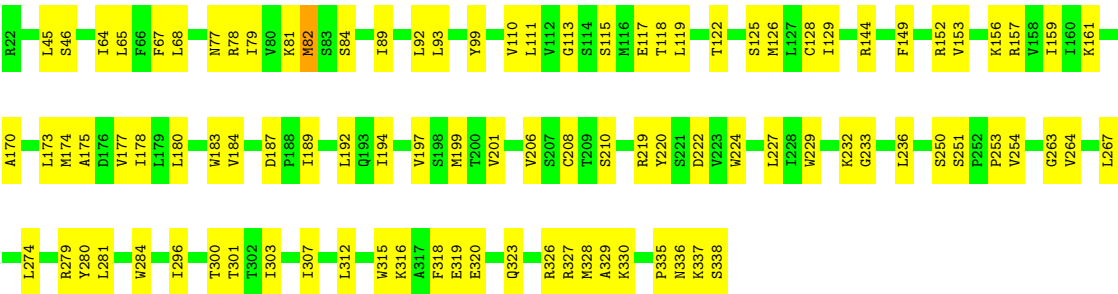 R22 L45 S46 I64 L65 F66 F67 L68 N77 R78 I79 V80 K81 M82 S83 S84 I89 L92 L93 Y99 V110 L111 V112 G113 S114 S115 M116 E117 T118 L119 T122 S125 M126 L127 C128 I129 R144 F149 R152 V153 K156 R157 V158 I159 I160 K161
A170 L173 M174 A175 D176 V177 I178 L179 L180 W183 V184 D187 P188 I189 L192 Q193 I194 V197 S198 M199 T200 V201 V206 S207 C208 T209 S210 R219 Y220 S221 D222 V223 W224 L227 I228 W229 K232 G233 L236 S250 S251 P252 P253 V254 G263 V264 L267
L274 R279 Y280 L281 W284 I296 T300 T301 T302 I303 I307 L312 W315 K316 A317 F318 E319 E320 Q323 R326 R327 M328 A329 K330 P335 N336 K337 S338